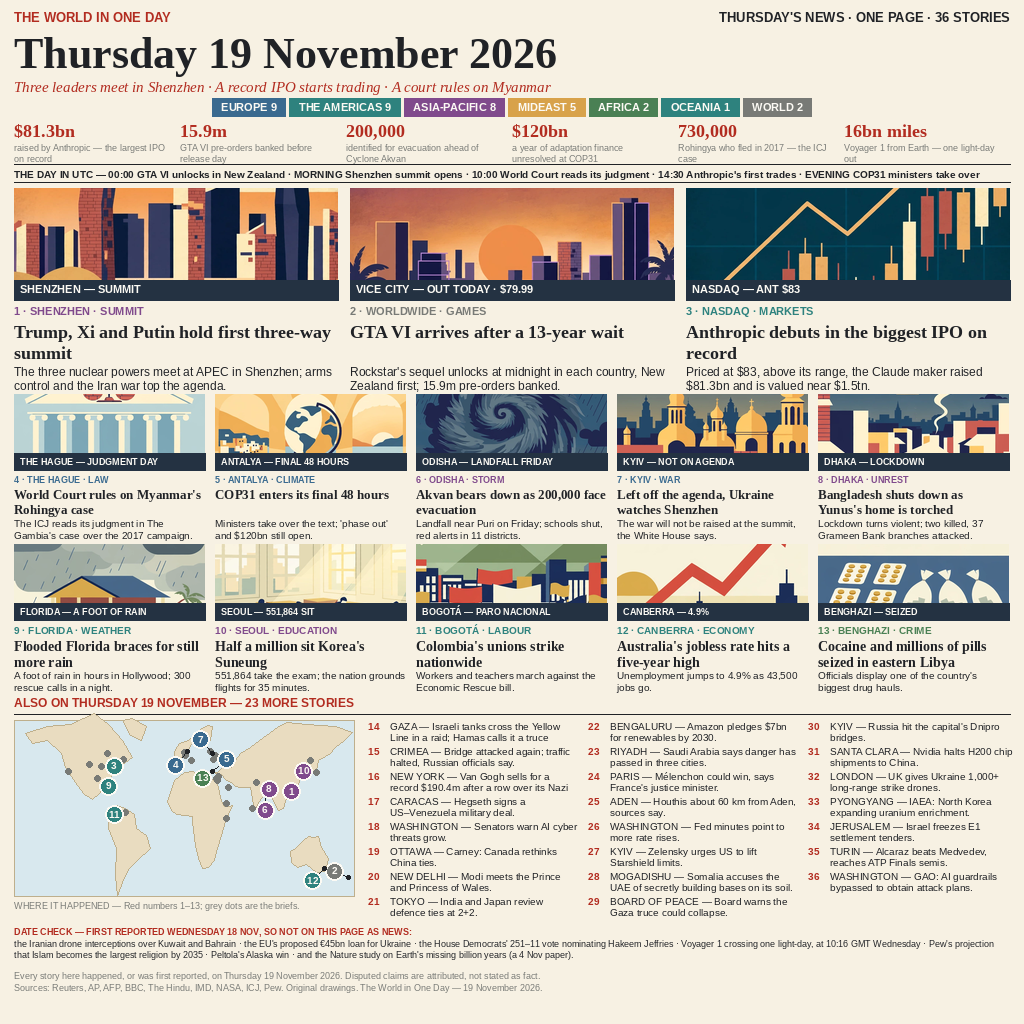 THE WORLD IN ONE DAY
THURSDAY'S NEWS · ONE PAGE · 36 STORIES
Thursday 19 November 2026
Three leaders meet in Shenzhen · A record IPO starts trading · A court rules on Myanmar
EUROPE 9
THE AMERICAS 9
ASIA-PACIFIC 8
MIDEAST 5
AFRICA 2
OCEANIA 1
WORLD 2
$81.3bn
raised by Anthropic — the largest IPO
on record
15.9m
GTA VI pre-orders banked before
release day
200,000
identified for evacuation ahead of
Cyclone Akvan
$120bn
a year of adaptation finance
unresolved at COP31
730,000
Rohingya who fled in 2017 — the ICJ
case
16bn miles
Voyager 1 from Earth — one light-day
out
THE DAY IN UTC — 00:00 GTA VI unlocks in New Zealand · MORNING Shenzhen summit opens · 10:00 World Court reads its judgment · 14:30 Anthropic's first trades · EVENING COP31 ministers take over
SHENZHEN — SUMMIT
1 · SHENZHEN · SUMMIT
Trump, Xi and Putin hold first three-way
summit
The three nuclear powers meet at APEC in Shenzhen; arms
control and the Iran war top the agenda.
VICE CITY — OUT TODAY · $79.99
2 · WORLDWIDE · GAMES
GTA VI arrives after a 13-year wait
Rockstar's sequel unlocks at midnight in each country, New
Zealand first; 15.9m pre-orders banked.
NASDAQ — ANT $83
3 · NASDAQ · MARKETS
Anthropic debuts in the biggest IPO on
record
Priced at $83, above its range, the Claude maker raised
$81.3bn and is valued near $1.5tn.
THE HAGUE — JUDGMENT DAY
4 · THE HAGUE · LAW
World Court rules on Myanmar's
Rohingya case
The ICJ reads its judgment in The
Gambia's case over the 2017 campaign.
ANTALYA — FINAL 48 HOURS
5 · ANTALYA · CLIMATE
COP31 enters its final 48 hours
Ministers take over the text; 'phase out'
and $120bn still open.
ODISHA — LANDFALL FRIDAY
6 · ODISHA · STORM
Akvan bears down as 200,000 face
evacuation
Landfall near Puri on Friday; schools shut,
red alerts in 11 districts.
KYIV — NOT ON AGENDA
7 · KYIV · WAR
Left off the agenda, Ukraine
watches Shenzhen
The war will not be raised at the summit,
the White House says.
DHAKA — LOCKDOWN
8 · DHAKA · UNREST
Bangladesh shuts down as
Yunus's home is torched
Lockdown turns violent; two killed, 37
Grameen Bank branches attacked.
FLORIDA — A FOOT OF RAIN
9 · FLORIDA · WEATHER
Flooded Florida braces for still
more rain
A foot of rain in hours in Hollywood; 300
rescue calls in a night.
SEOUL — 551,864 SIT
10 · SEOUL · EDUCATION
Half a million sit Korea's
Suneung
551,864 take the exam; the nation grounds
flights for 35 minutes.
BOGOTÁ — PARO NACIONAL
11 · BOGOTÁ · LABOUR
Colombia's unions strike
nationwide
Workers and teachers march against the
Economic Rescue bill.
CANBERRA — 4.9%
12 · CANBERRA · ECONOMY
Australia's jobless rate hits a
five-year high
Unemployment jumps to 4.9% as 43,500
jobs go.
BENGHAZI — SEIZED
13 · BENGHAZI · CRIME
Cocaine and millions of pills
seized in eastern Libya
Officials display one of the country's
biggest drug hauls.
ALSO ON THURSDAY 19 NOVEMBER — 23 MORE STORIES
7
4
5
3
13
10
9
8
1
11
6
12
2
WHERE IT HAPPENED — Red numbers 1–13; grey dots are the briefs.
14 GAZA — Israeli tanks cross the Yellow
Line in a raid; Hamas calls it a truce
15 CRIMEA — Bridge attacked again; traffic
halted, Russian officials say.
16 NEW YORK — Van Gogh sells for a
record $190.4m after a row over its Nazi
17 CARACAS — Hegseth signs a
US–Venezuela military deal.
18 WASHINGTON — Senators warn AI cyber
threats grow.
19 OTTAWA — Carney: Canada rethinks
China ties.
20 NEW DELHI — Modi meets the Prince
and Princess of Wales.
21 TOKYO — India and Japan review
defence ties at 2+2.
22 BENGALURU — Amazon pledges $7bn
for renewables by 2030.
23 RIYADH — Saudi Arabia says danger has
passed in three cities.
24 PARIS — Mélenchon could win, says
France's justice minister.
25 ADEN — Houthis about 60 km from Aden,
sources say.
26 WASHINGTON — Fed minutes point to
more rate rises.
27 KYIV — Zelensky urges US to lift
Starshield limits.
28 MOGADISHU — Somalia accuses the
UAE of secretly building bases on its soil.
29 BOARD OF PEACE — Board warns the
Gaza truce could collapse.
30 KYIV — Russia hit the capital's Dnipro
bridges.
31 SANTA CLARA — Nvidia halts H200 chip
shipments to China.
32 LONDON — UK gives Ukraine 1,000+
long-range strike drones.
33 PYONGYANG — IAEA: North Korea
expanding uranium enrichment.
34 JERUSALEM — Israel freezes E1
settlement tenders.
35 TURIN — Alcaraz beats Medvedev,
reaches ATP Finals semis.
36 WASHINGTON — GAO: AI guardrails
bypassed to obtain attack plans.
DATE CHECK — FIRST REPORTED WEDNESDAY 18 NOV, SO NOT ON THIS PAGE AS NEWS:
the Iranian drone interceptions over Kuwait and Bahrain · the EU's proposed €45bn loan for Ukraine · the House Democrats' 251–11 vote nominating Hakeem Jeffries · Voyager 1 crossing one light-day, at 10:16 GMT Wednesday · Pew's projection
that Islam becomes the largest religion by 2035 · Peltola's Alaska win · and the Nature study on Earth's missing billion years (a 4 Nov paper).
Every story here happened, or was first reported, on Thursday 19 November 2026. Disputed claims are attributed, not stated as fact.
Sources: Reuters, AP, AFP, BBC, The Hindu, IMD, NASA, ICJ, Pew. Original drawings. The World in One Day — 19 November 2026.